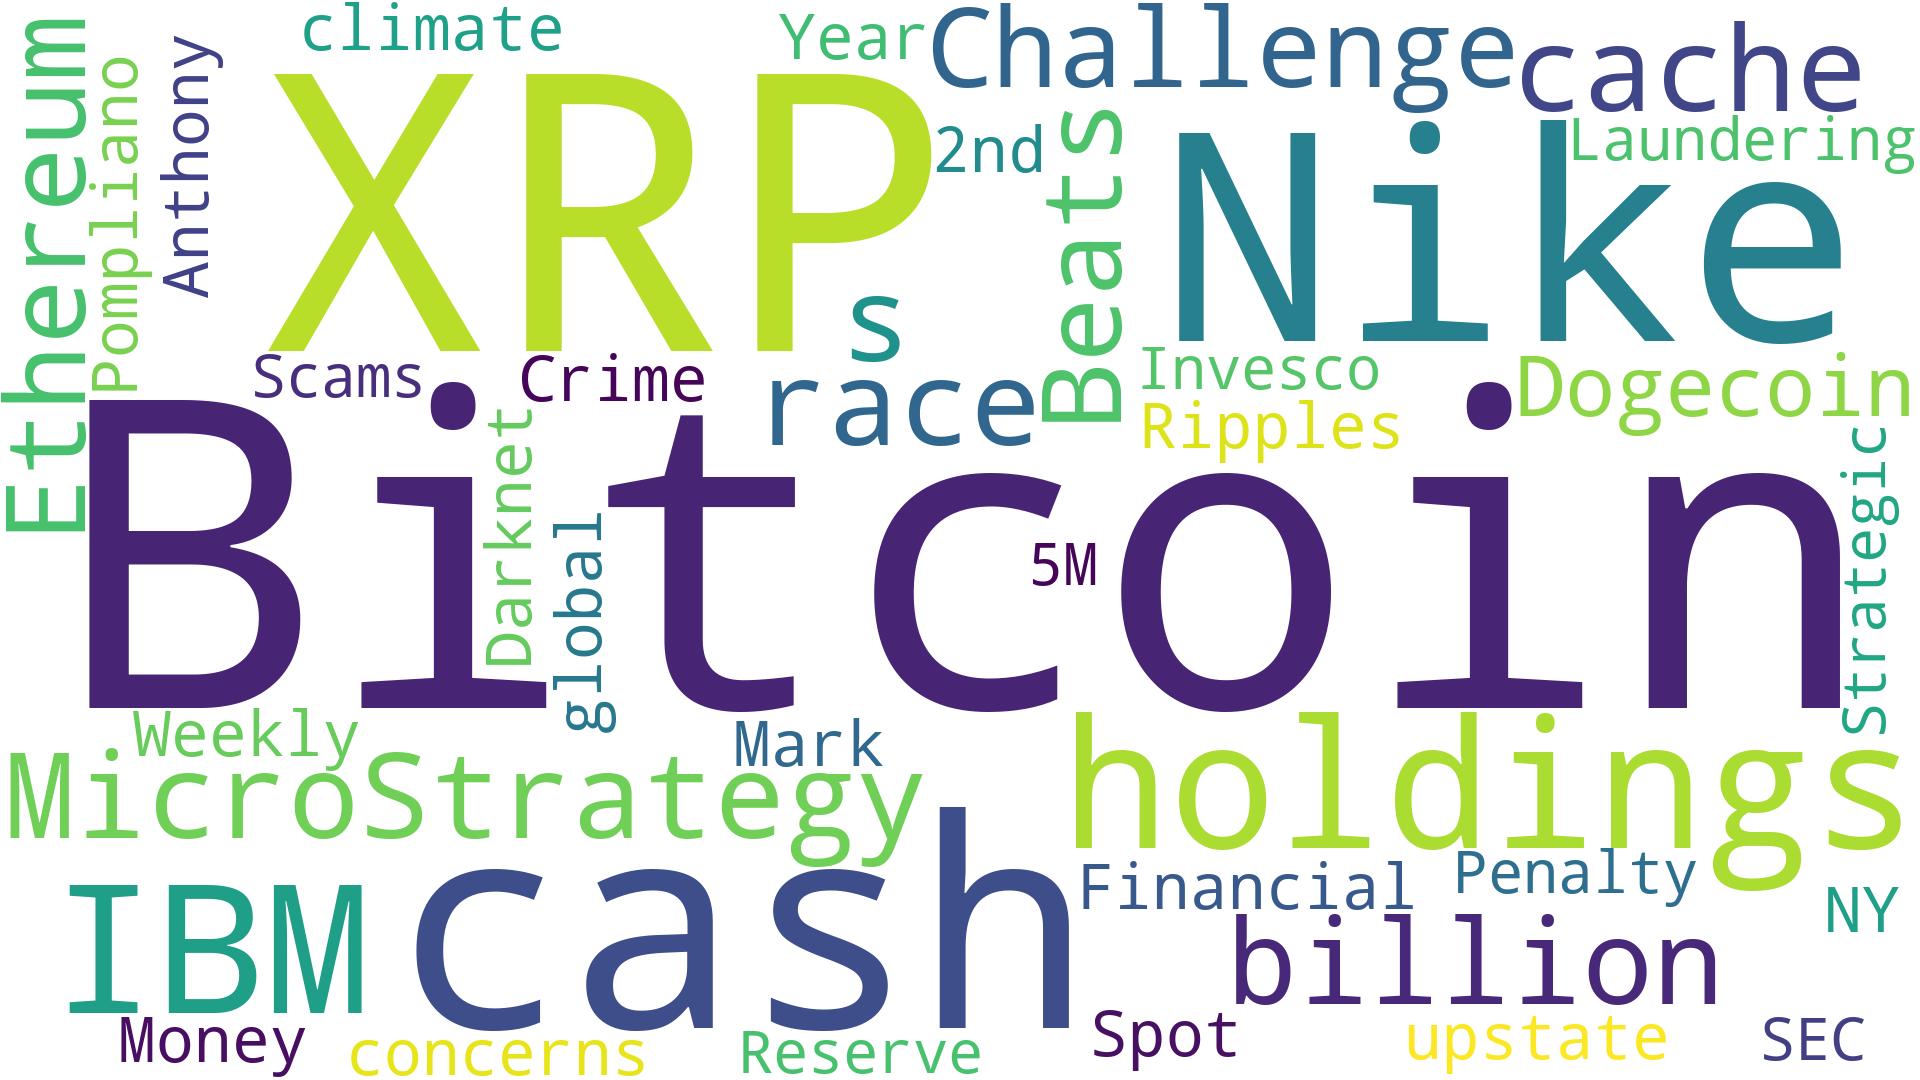 climate
Year
Challenge
cache
Ethereum
Pompliano
Anthony
XRP
2nd
Beats
Nike
Laundering
s
Scams
Crime
race
Invesco
Ripples
Dogecoin
Bitcoin
Darknet
global
5M
Strategic
Weekly
Mark
holdings
MicroStrategy
cash
IBM
Financial
Penalty
NY
billion
Money
concerns
Reserve
Spot
upstate
SEC